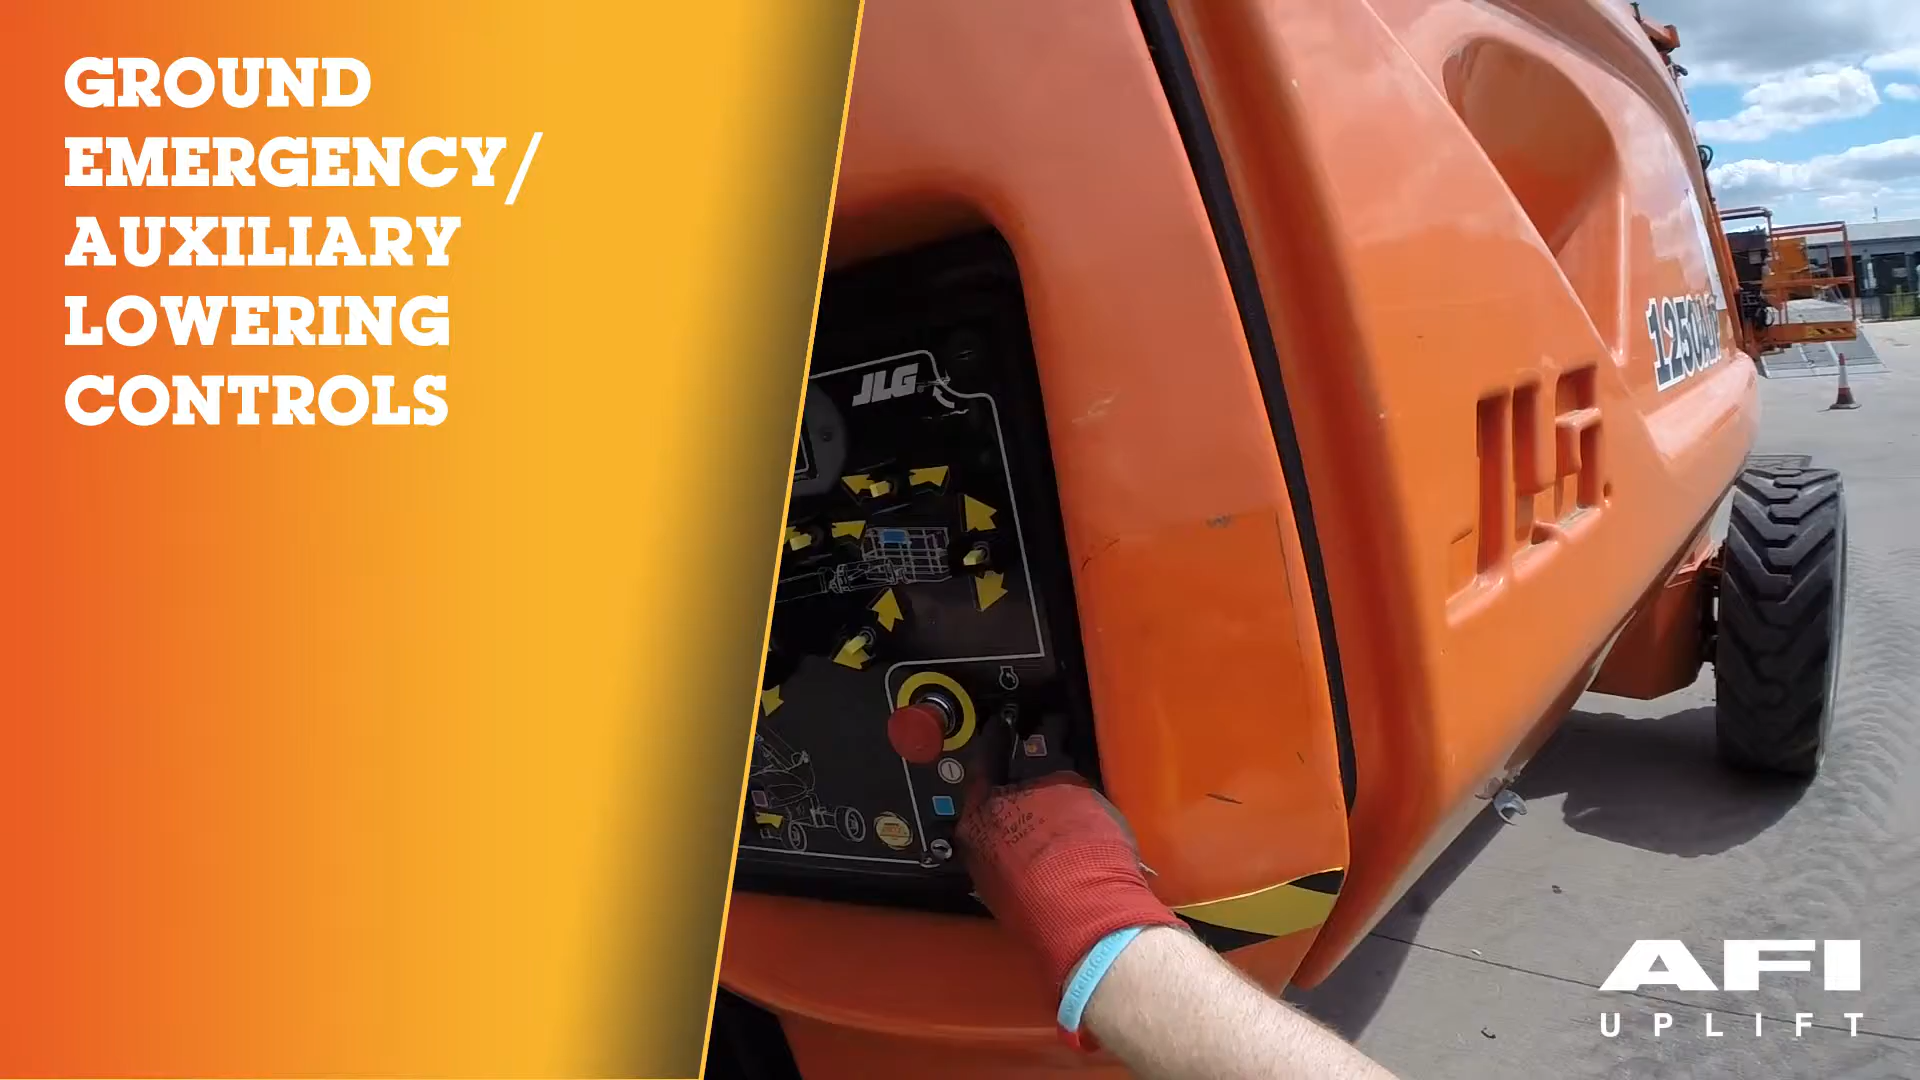 GROUND
EMERGENCY/
AUXILIARY
LOWERING
CONTROLS
JLG
JLG
AFI
UPLIFT